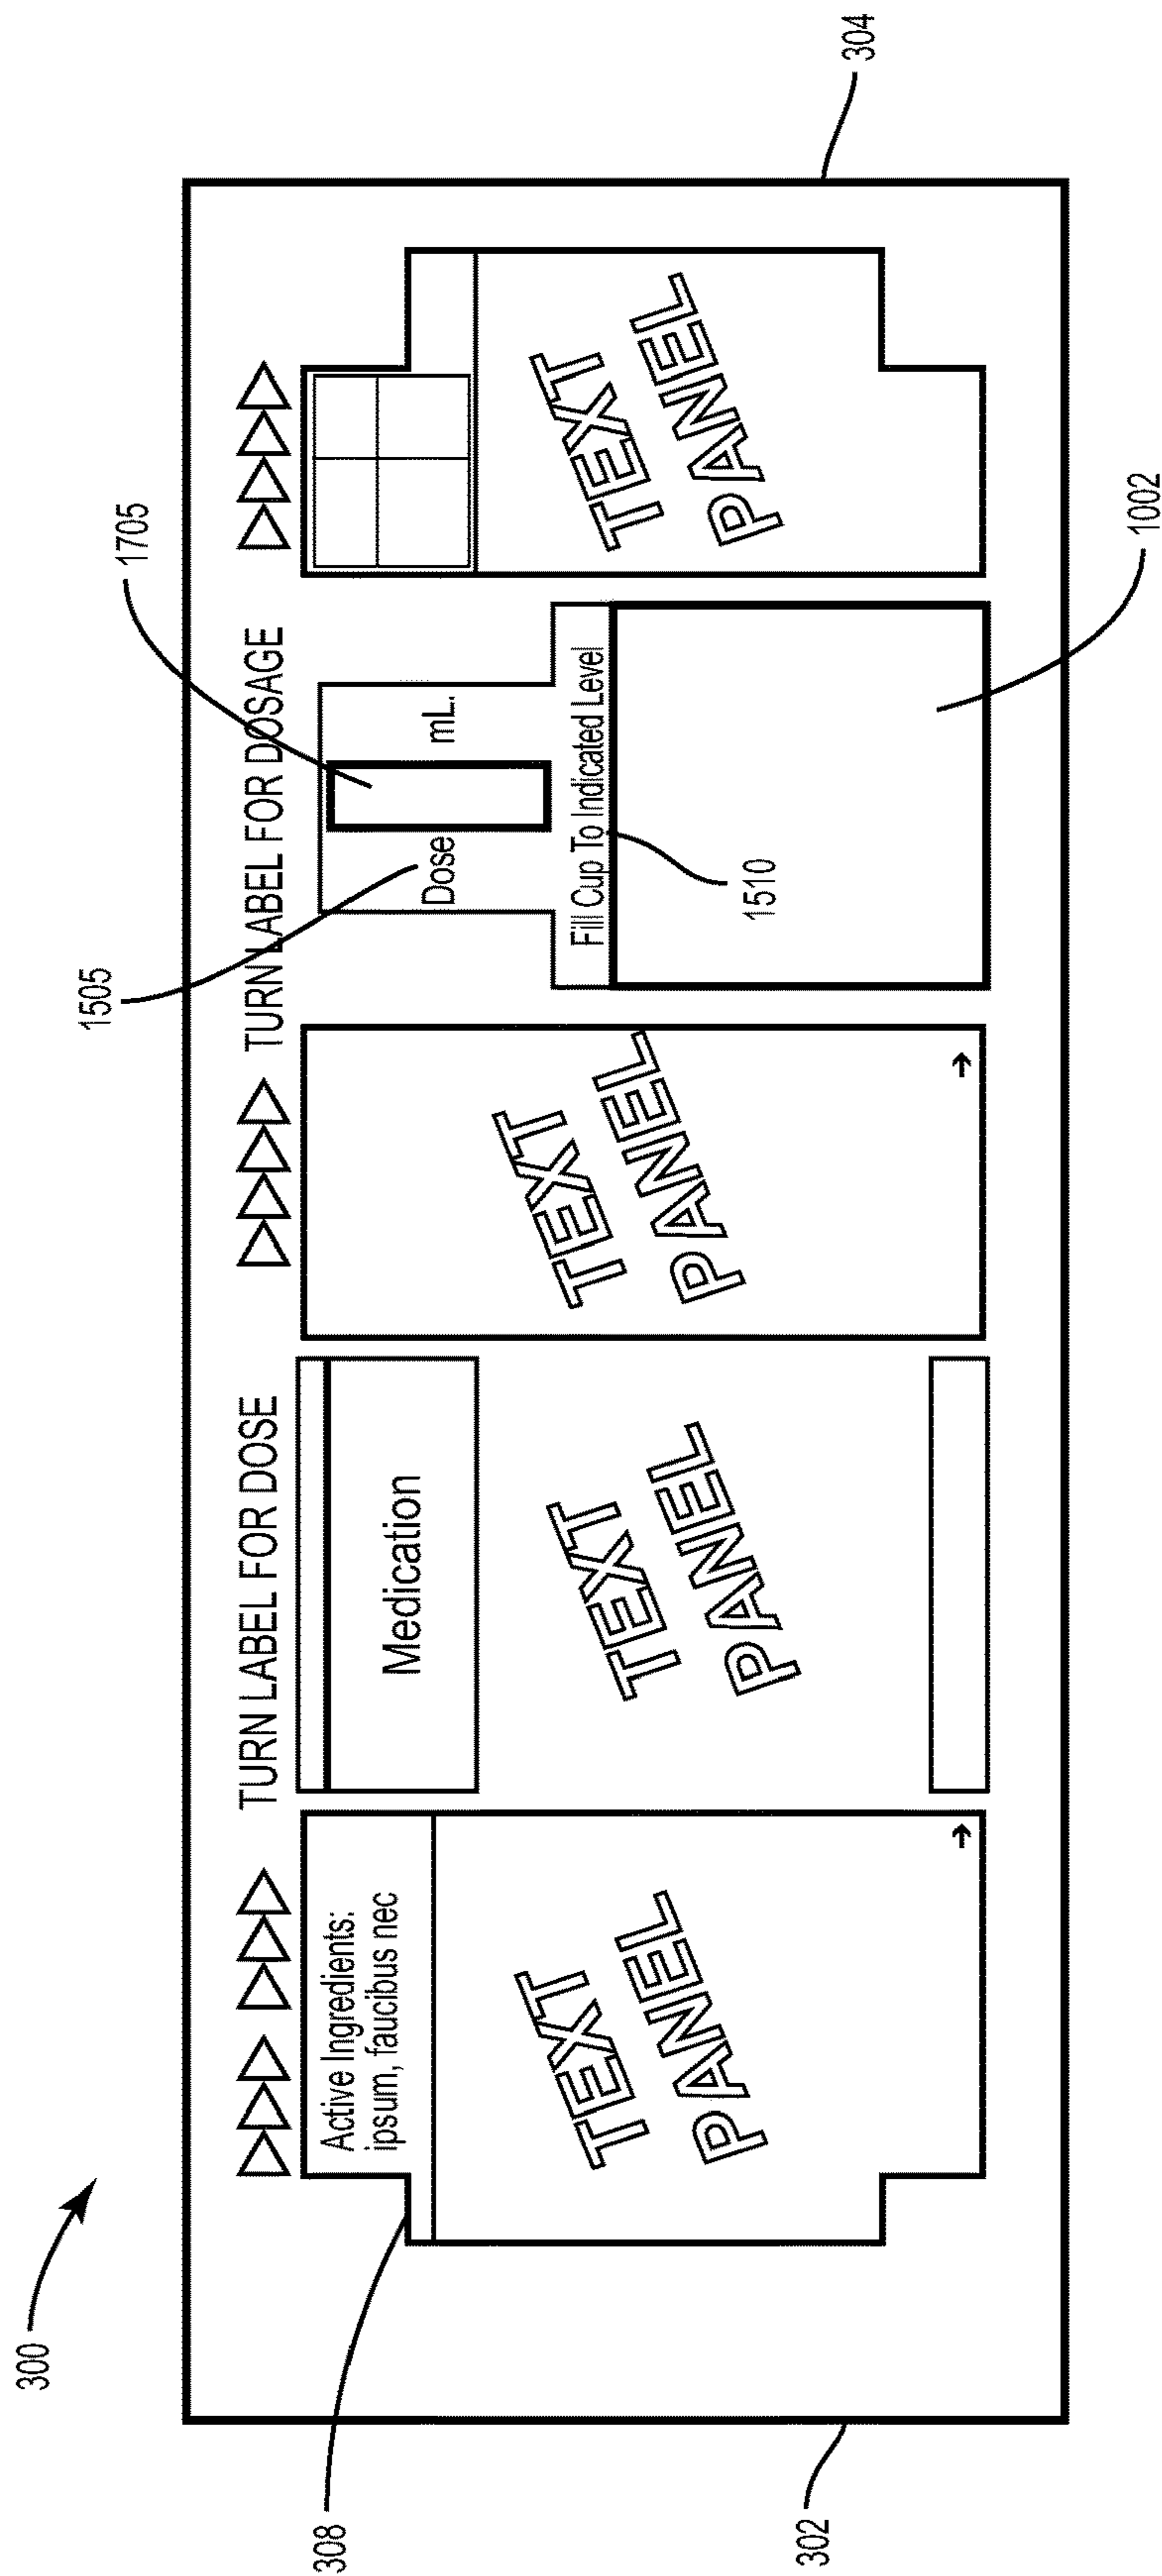 300
TURN LABEL FOR DOSE
TURN LABEL FOR DOSAGE
308
Active Ingredients:
ipsum, faucibus nec
TEXT
PANEL
→
Medication
TEXT
PANEL
TEXT
PANEL
→
1505
1705
Dose
mL.
Fill Cup To Indicated Level
1510
1002
TEXT
PANEL
302
304